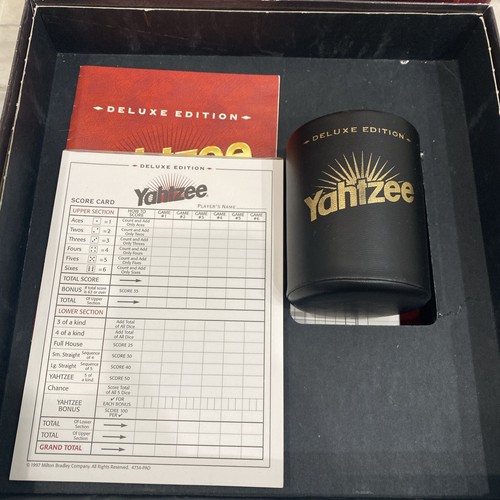 DELUXE EDITION
DELUXE EDITION
Yahtzee
PLAYER'S NAME
SCORE CARD
UPPER SECTION HOW TO SCORE GAME #1 GAME #2 GAME #3 GAME #4 GAME #5 GAME #6
Aces = 1 Count and Add Only Aces
Twos = 2 Count and Add Only Twos
Threes = 3 Count and Add Only Threes
Fours = 4 Count and Add Only Fours
Fives = 5 Count and Add Only Fives
Sixes = 6 Count and Add Only Sixes
TOTAL SCORE
BONUS If total score is 63 or over SCORE 35
TOTAL Of Upper Section
LOWER SECTION
3 of a kind Add Total of All Dice
4 of a kind Add Total of All Dice
Full House SCORE 25
Sm. Straight Sequence of 4 SCORE 30
Lg. Straight Sequence of 5 SCORE 40
YAHTZEE 5 of a kind SCORE 50
Chance Score Total of All 5 Dice
YAHTZEE BONUS ✓ FOR EACH BONUS
SCORE 100 PER ✓
TOTAL Of Lower Section
TOTAL Of Upper Section
GRAND TOTAL
©1997 Milton Bradley Company. All Rights Reserved.
DELUXE EDITION
Yahtzee